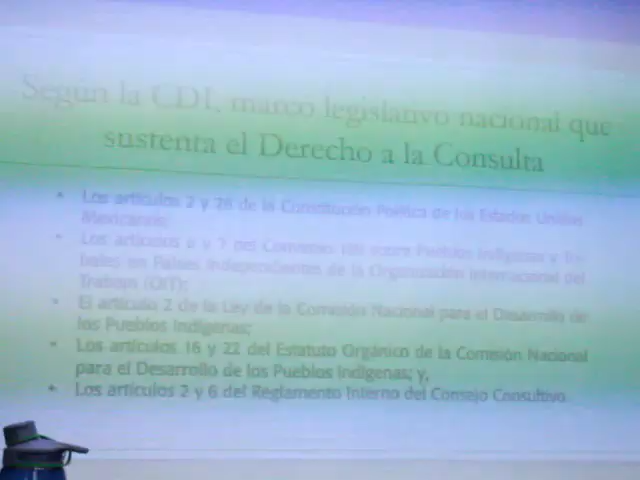 Según la CDI, marco legislativo nacional que
sustenta el Derecho a la Consulta
• Los artículos 2 y 26 de la Constitución Política de los Estados Unidos
Mexicanos;
• Los artículos 6 y 7 del Convenio 169 sobre Pueblos Indígenas y Tri-
bales en Países Independientes de la Organización Internacional del
Trabajo (OIT);
• El artículo 2 de la Ley de la Comisión Nacional para el Desarrollo de
los Pueblos Indígenas;
• Los artículos 16 y 22 del Estatuto Orgánico de la Comisión Nacional
para el Desarrollo de los Pueblos Indígenas; y,
• Los artículos 2 y 6 del Reglamento Interno del Consejo Consultivo